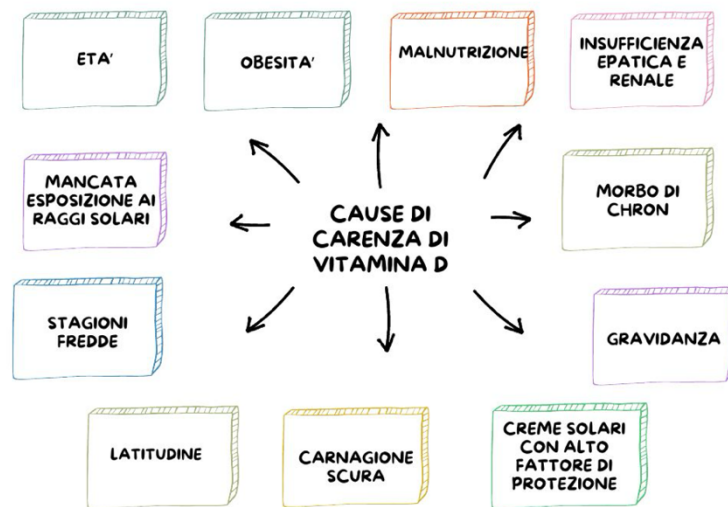 ETA'
OBESITA'
MALNUTRIZIONE
INSUFFICIENZA
EPATICA E
RENALE
MANCATA
ESPOSIZIONE AI
RAGGI SOLARI
CAUSE DI
CARENZA DI
VITAMINA D
MORBO DI
CHRON
STAGIONI
FREDDE
GRAVIDANZA
LATITUDINE
CARNAGIONE
SCURA
CREME SOLARI
CON ALTO
FATTORE DI
PROTEZIONE